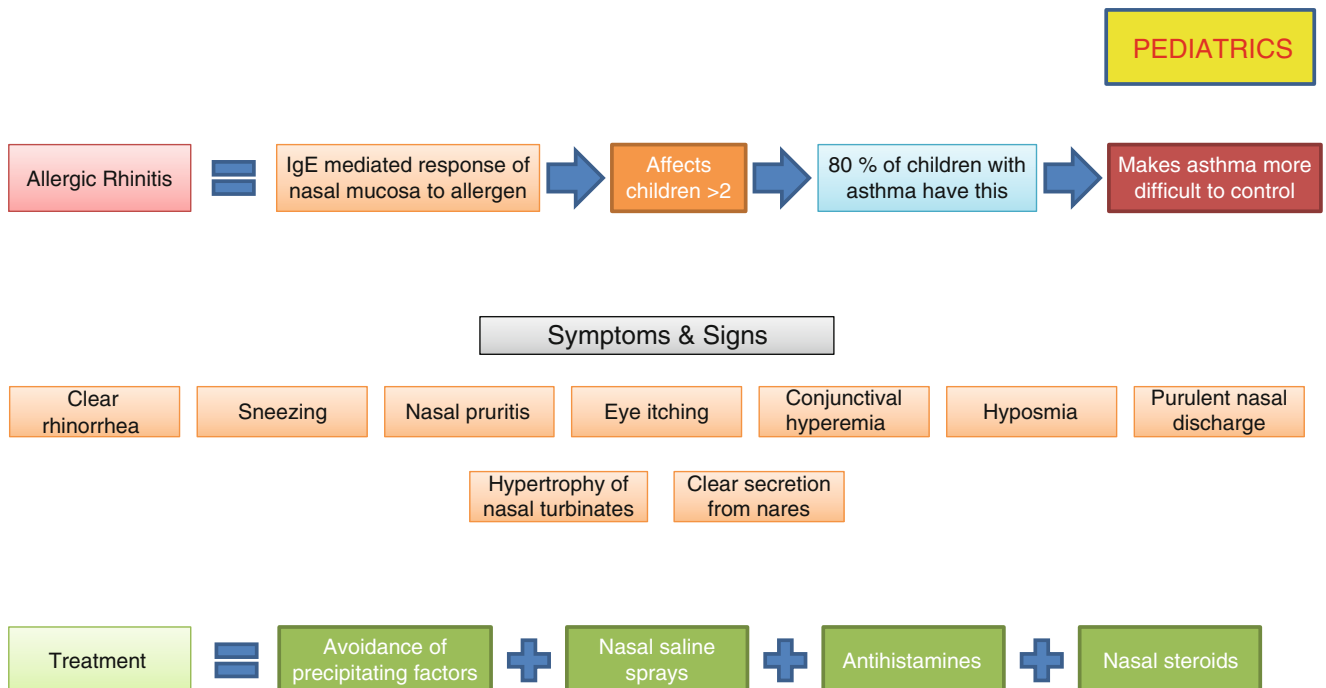 PEDIATRICS
Allergic Rhinitis
IgE mediated response of
nasal mucosa to allergen
Affects
children >2
80 % of children with
asthma have this
Makes asthma more
difficult to control
Symptoms & Signs
Clear
rhinorrhea
Sneezing
Nasal pruritis
Eye itching
Conjunctival
hyperemia
Hyposmia
Purulent nasal
discharge
Hypertrophy of
nasal turbinates
Clear secretion
from nares
Treatment
Avoidance of
precipitating factors
Nasal saline
sprays
Antihistamines
Nasal steroids